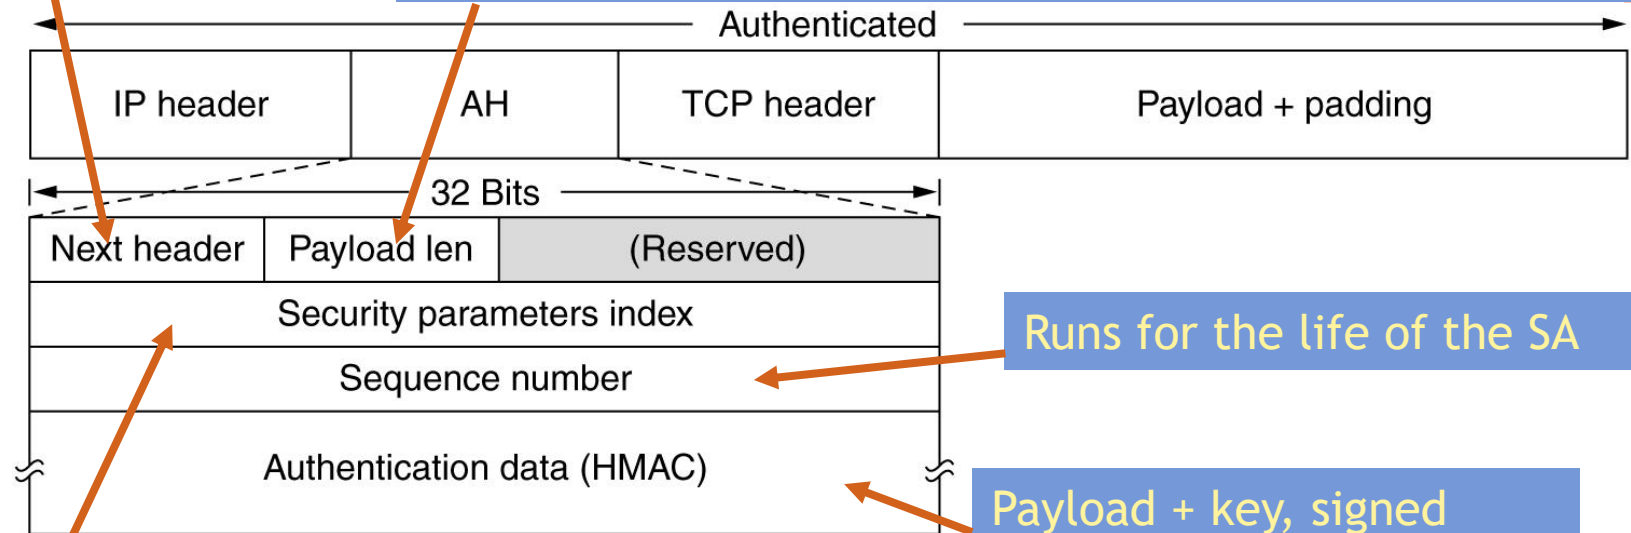 Authenticated
IP header AH TCP header Payload + padding
32 Bits
Next header Payload len (Reserved)
Security parameters index
Runs for the life of the SA
Sequence number
Authentication data (HMAC)
Payload + key, signed